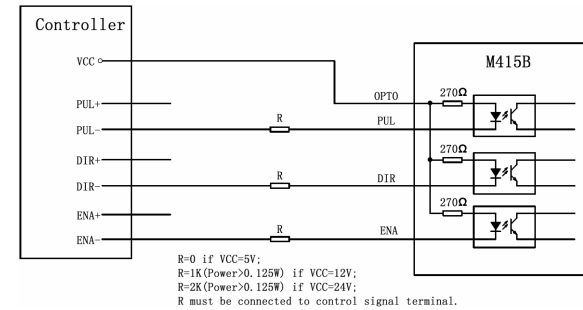 Controller
M415B
VCC
OPTO
270Ω
PUL+
R
PUL
PUL-
270Ω
DIR+
R
DIR
DIR-
270Ω
ENA+
R
ENA
ENA-
R=0 if VCC=5V;
R=1K(Power>0.125W) if VCC=12V;
R=2K(Power>0.125W) if VCC=24V;
R must be connected to control signal terminal.